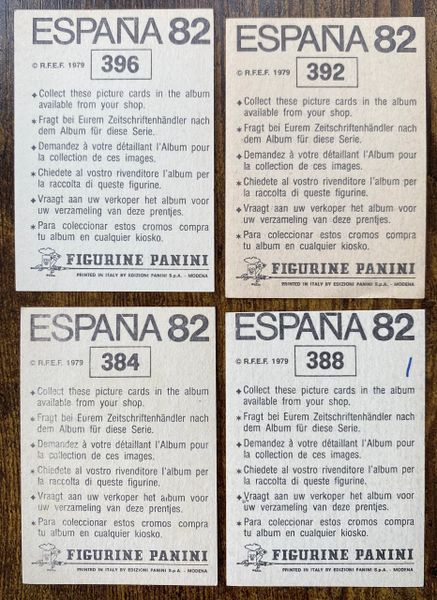 ESPAÑA 82
© R.F.E.F. 1979 396
✦ Collect these picture cards in the album
available from your shop.
✶ Fragt bei Eurem Zeitschriftenhändler nach
dem Album für diese Serie.
✦ Demandez à votre détaillant l'Album pour
la collection de ces images.
✶ Chiedete al vostro rivenditore l'album per
la raccolta di queste figurine.
✦ Vraagt aan uw verkoper het album voor
uw verzameling van deze prentjes.
✶ Para coleccionar estos cromos compra
tu album en cualquier kiosko.
FIGURINE PANINI
PRINTED IN ITALY BY EDIZIONI PANINI S.p.A. - MODENA
ESPAÑA 82
© R.F.E.F. 1979 392
✦ Collect these picture cards in the album
available from your shop.
✶ Fragt bei Eurem Zeitschriftenhändler nach
dem Album für diese Serie.
✦ Demandez à votre détaillant l'Album pour
la collection de ces images.
✶ Chiedete al vostro rivenditore l'album per
la raccolta di queste figurine.
✦ Vraagt aan uw verkoper het album voor
uw verzameling van deze prentjes.
✶ Para coleccionar estos cromos compra
tu album en cualquier kiosko.
FIGURINE PANINI
PRINTED IN ITALY BY EDIZIONI PANINI S.p.A. - MODENA
ESPAÑA 82
© R.F.E.F. 1979 384
✦ Collect these picture cards in the album
available from your shop.
✶ Fragt bei Eurem Zeitschriftenhändler nach
dem Album für diese Serie.
✦ Demandez à votre détaillant l'Album pour
la collection de ces images.
✶ Chiedete al vostro rivenditore l'album per
la raccolta di queste figurine.
✦ Vraagt aan uw verkoper het album voor
uw verzameling van deze prentjes.
✶ Para coleccionar estos cromos compra
tu album en cualquier kiosko.
FIGURINE PANINI
PRINTED IN ITALY BY EDIZIONI PANINI S.p.A. - MODENA
ESPAÑA 82
© R.F.E.F. 1979 388
✦ Collect these picture cards in the album
available from your shop.
✶ Fragt bei Eurem Zeitschriftenhändler nach
dem Album für diese Serie.
✦ Demandez à votre détaillant l'Album pour
la collection de ces images.
✶ Chiedete al vostro rivenditore l'album per
la raccolta di queste figurine.
✦ Vraagt aan uw verkoper het album voor
uw verzameling van deze prentjes.
✶ Para coleccionar estos cromos compra
tu album en cualquier kiosko.
FIGURINE PANINI
PRINTED IN ITALY BY EDIZIONI PANINI S.p.A. - MODENA